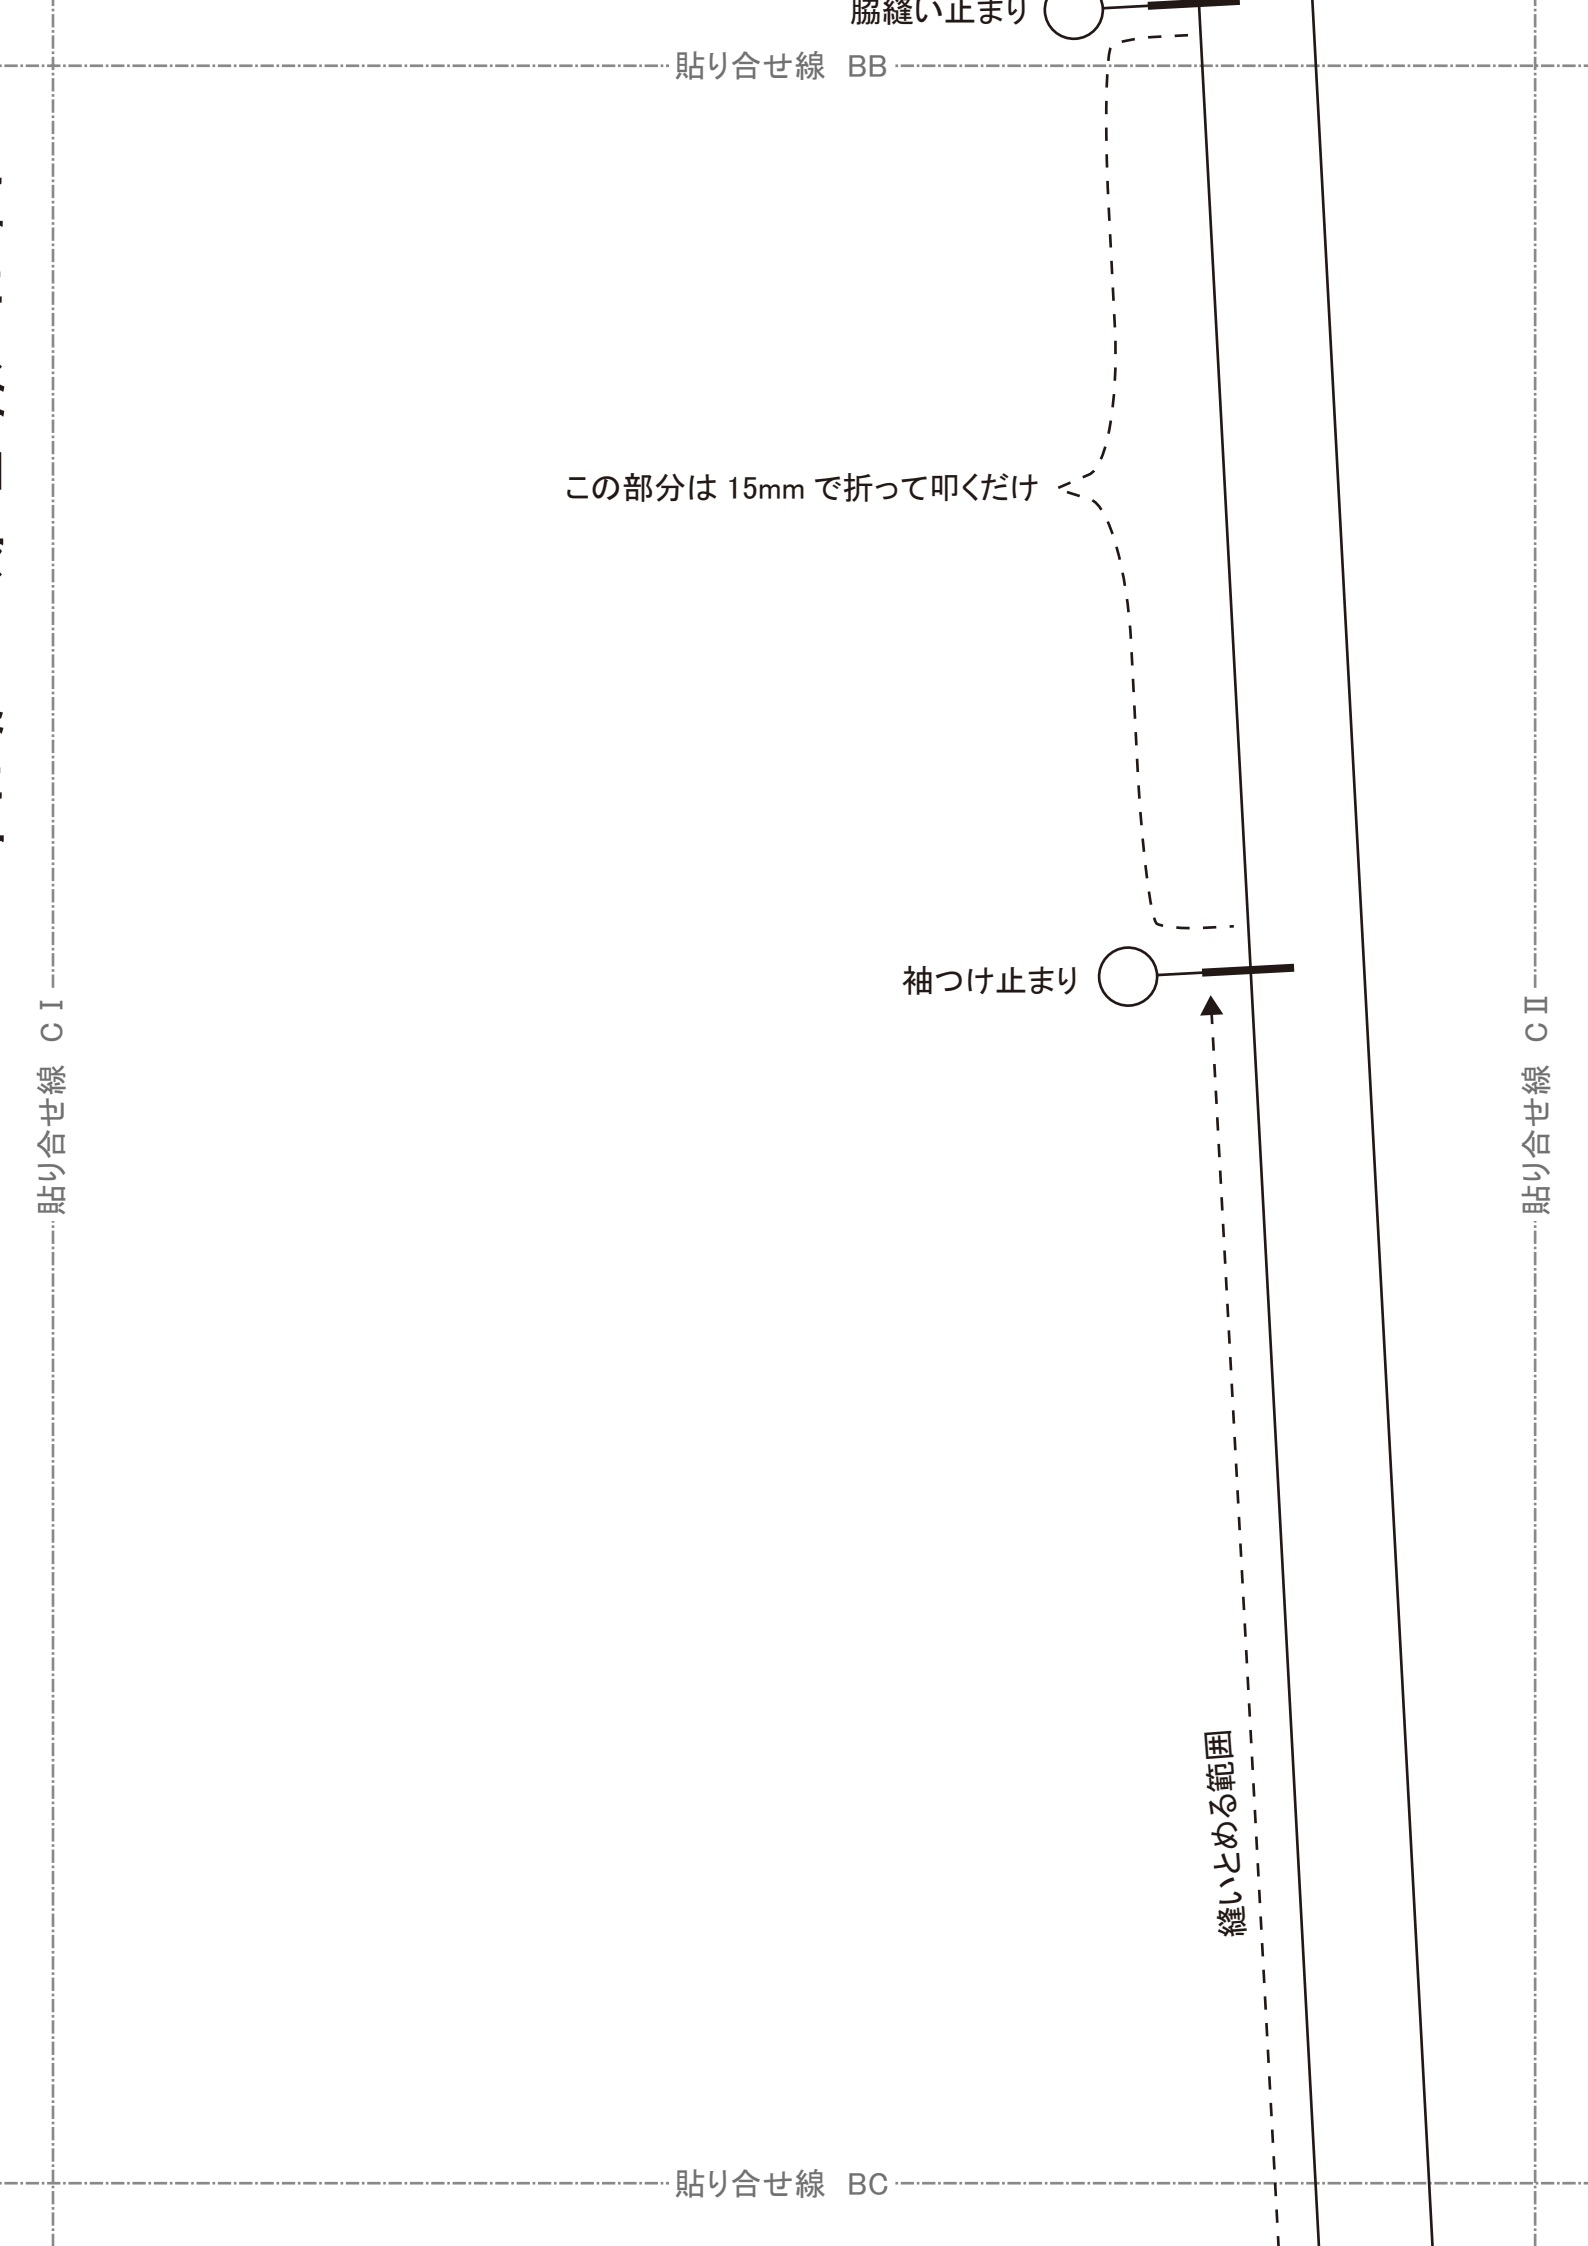 脇縫い止まり
貼り合せ線 BB
この部分は 15mm で折って叩くだけ
袖つけ止まり
貼り合せ線 CⅠ
貼り合せ線 CⅡ
縫いとめる範囲
貼り合せ線 BC